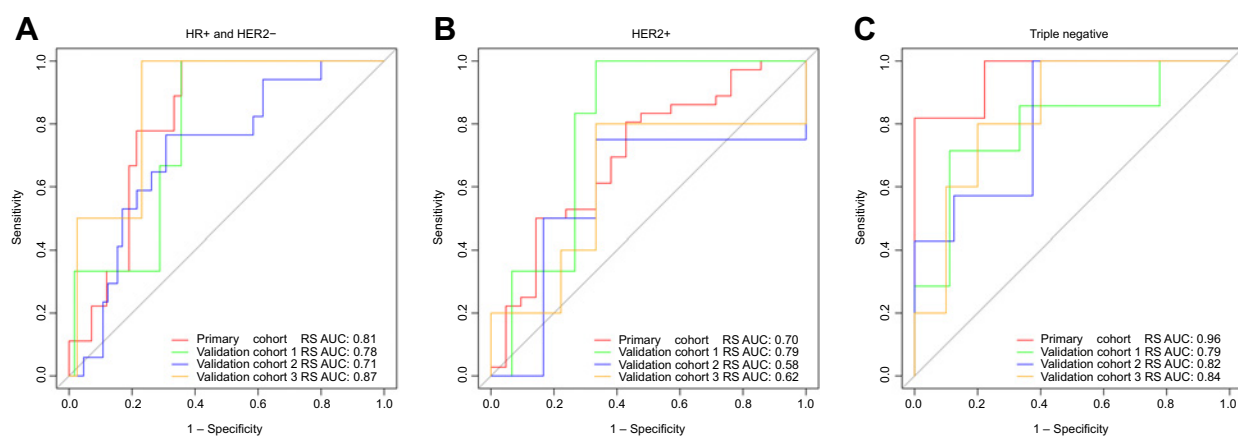 A
HR+ and HER2−
Sensitivity
1.0
0.8
0.6
0.4
0.2
0.0
Primary cohort RS AUC: 0.81
Validation cohort 1 RS AUC: 0.78
Validation cohort 2 RS AUC: 0.71
Validation cohort 3 RS AUC: 0.87
0.0 0.2 0.4 0.6 0.8 1.0
1 – Specificity
B
HER2+
Sensitivity
1.0
0.8
0.6
0.4
0.2
0.0
Primary cohort RS AUC: 0.70
Validation cohort 1 RS AUC: 0.79
Validation cohort 2 RS AUC: 0.58
Validation cohort 3 RS AUC: 0.62
0.0 0.2 0.4 0.6 0.8 1.0
1 – Specificity
C
Triple negative
Sensitivity
1.0
0.8
0.6
0.4
0.2
0.0
Primary cohort RS AUC: 0.96
Validation cohort 1 RS AUC: 0.79
Validation cohort 2 RS AUC: 0.82
Validation cohort 3 RS AUC: 0.84
0.0 0.2 0.4 0.6 0.8 1.0
1 – Specificity